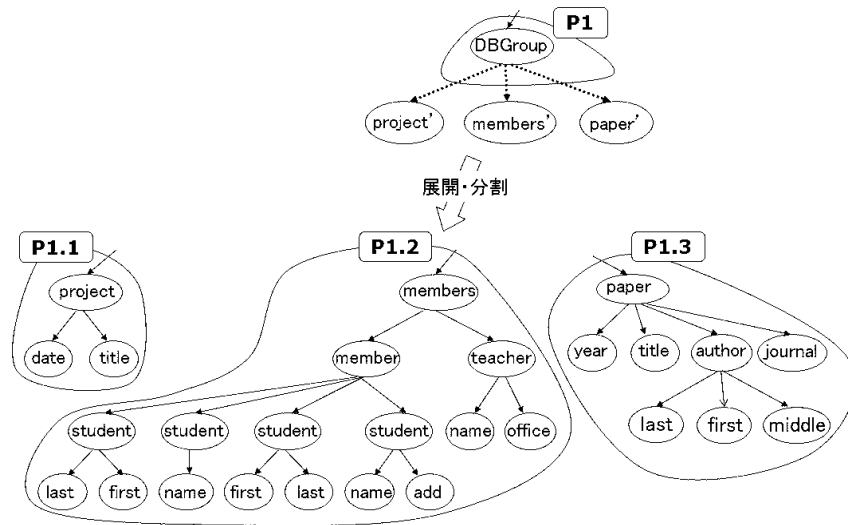 P1
DBGroup
project' members' paper'
展開・分割
P1.1 P1.2 P1.3
project members paper
date title member teacher year title author journal
student student student student name office last first middle
last first name first last name add